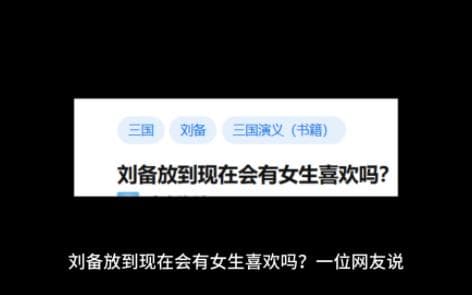 三国 刘备 三国演义（书籍）
刘备放到现在会有女生喜欢吗?
刘备放到现在会有女生喜欢吗？一位网友说